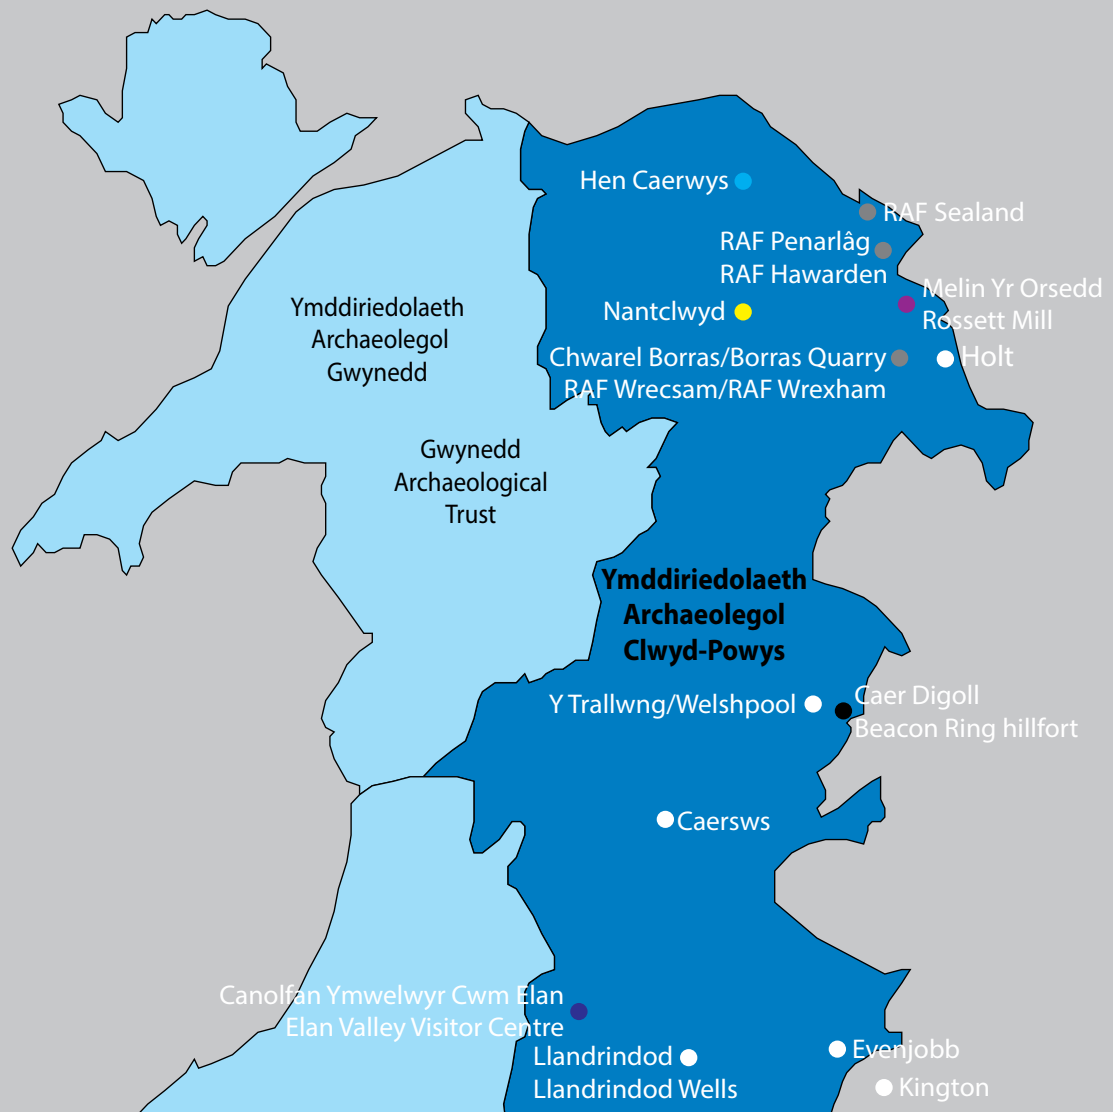 Hen Caerwys
RAF Sealand
RAF Penarlâg
RAF Hawarden
Melin Yr Orsedd
Rossett Mill
Ymddiriedolaeth
Archaeolegol
Gwynedd
Nantclwyd
Chwarel Borras/Borras Quarry
RAF Wrecsam/RAF Wrexham
Holt
Gwynedd
Archaeological
Trust
Ymddiriedolaeth
Archaeolegol
Clwyd-Powys
Y Trallwng/Welshpool
Caer Digoll
Beacon Ring hillfort
Caersws
Canolfan Ymwelwyr Cwm Elan
Elan Valley Visitor Centre
Llandrindod
Llandrindod Wells
Evenjobb
Kington